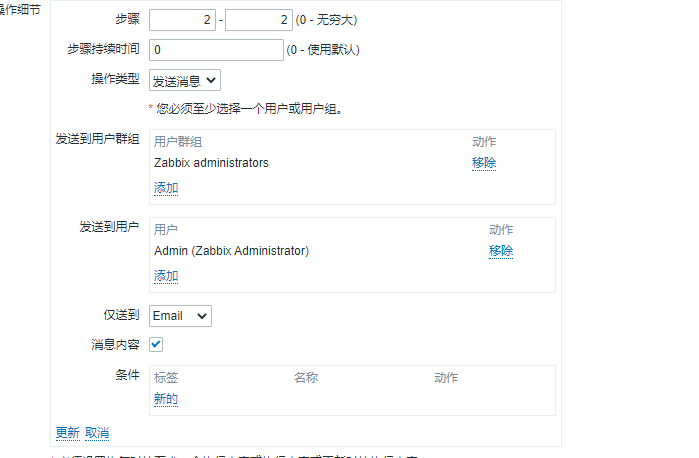 操作细节
步骤 2 - 2 (0 - 无穷大)
步骤持续时间 0 (0 - 使用默认)
操作类型 发送消息
* 您必须至少选择一个用户或用户组。
发送到用户群组 用户群组 动作
Zabbix administrators 移除
添加
发送到用户 用户 动作
Admin (Zabbix Administrator) 移除
添加
仅送到 Email
消息内容
条件 标签 名称 动作
新的
更新 取消